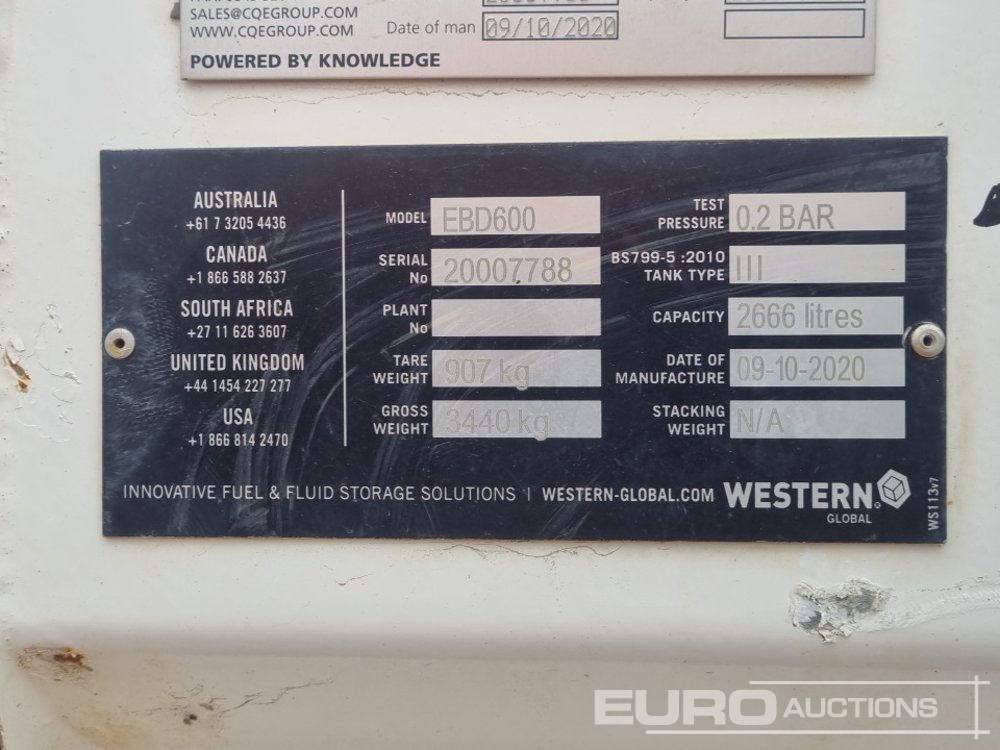 SALES@CQEGROUP.COM
WWW.CQEGROUP.COM
Date of man 09/10/2020
POWERED BY KNOWLEDGE
AUSTRALIA
+61 7 3205 4436
CANADA
+1 866 588 2637
SOUTH AFRICA
+27 11 626 3607
UNITED KINGDOM
+44 1454 227 277
USA
+1 866 814 2470
MODEL EBD600
SERIAL No 20007788
PLANT No
TARE WEIGHT 907 kg
GROSS WEIGHT 3440 kg
TEST PRESSURE 0.2 BAR
BS799-5 :2010 TANK TYPE III
CAPACITY 2666 litres
DATE OF MANUFACTURE 09-10-2020
STACKING WEIGHT N/A
INNOVATIVE FUEL & FLUID STORAGE SOLUTIONS | WESTERN-GLOBAL.COM
WESTERN
GLOBAL
WS113v7
EURO AUCTIONS